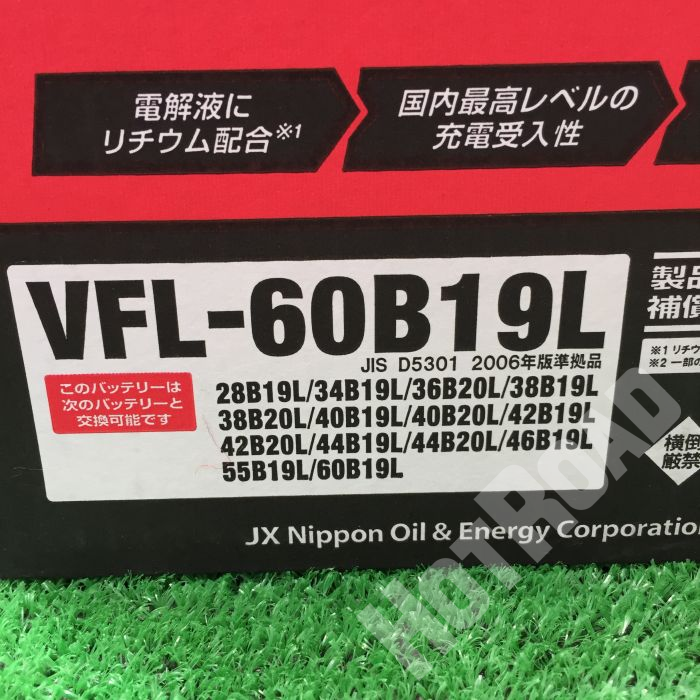 電解液に
リチウム配合※1
国内最高レベルの
充電受入性
VFL-60B19L
JIS D5301 2006年版準拠品
このバッテリーは
次のバッテリーと
交換可能です
28B19L/34B19L/36B20L/38B19L
38B20L/40B19L/40B20L/42B19L
42B20L/44B19L/44B20L/46B19L
55B19L/60B19L
製品
補償
※1 リチウ
※2 一部の
横倒
厳禁
JX Nippon Oil & Energy Corporation
HOTROAD